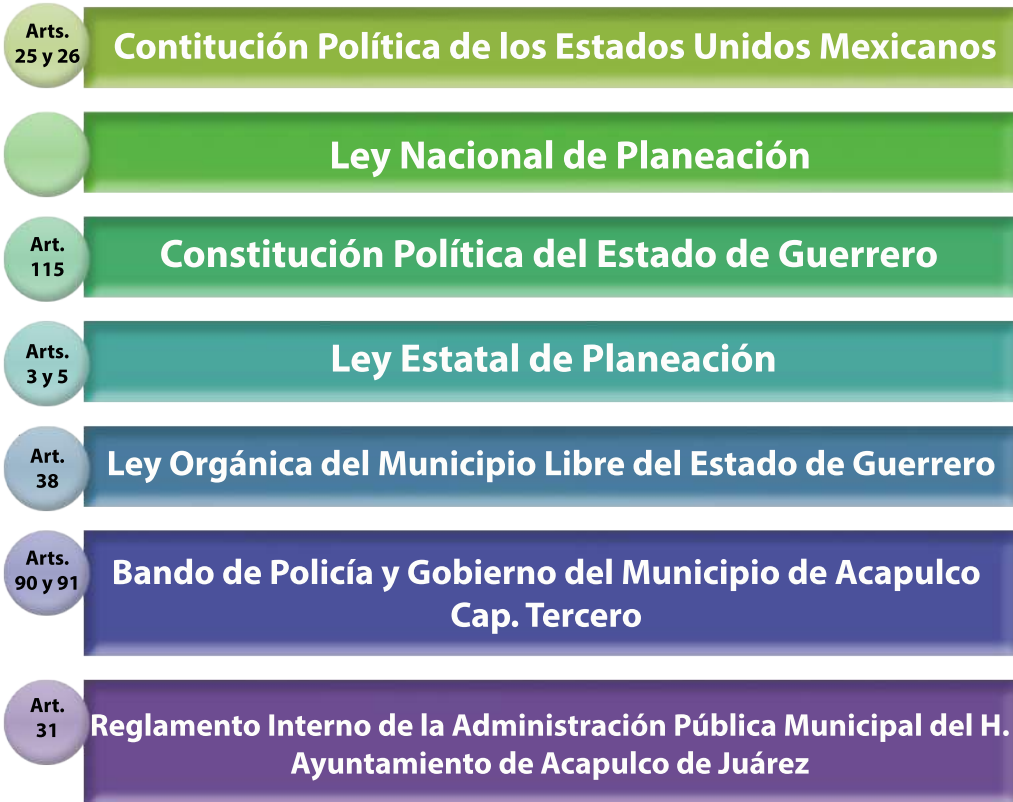 Arts.
25 y 26
Contitución Política de los Estados Unidos Mexicanos
Ley Nacional de Planeación
Art.
115
Constitución Política del Estado de Guerrero
Arts.
3 y 5
Ley Estatal de Planeación
Art.
38
Ley Orgánica del Municipio Libre del Estado de Guerrero
Arts.
90 y 91
Bando de Policía y Gobierno del Municipio de Acapulco
Cap. Tercero
Art.
31
Reglamento Interno de la Administración Pública Municipal del H.
Ayuntamiento de Acapulco de Juárez